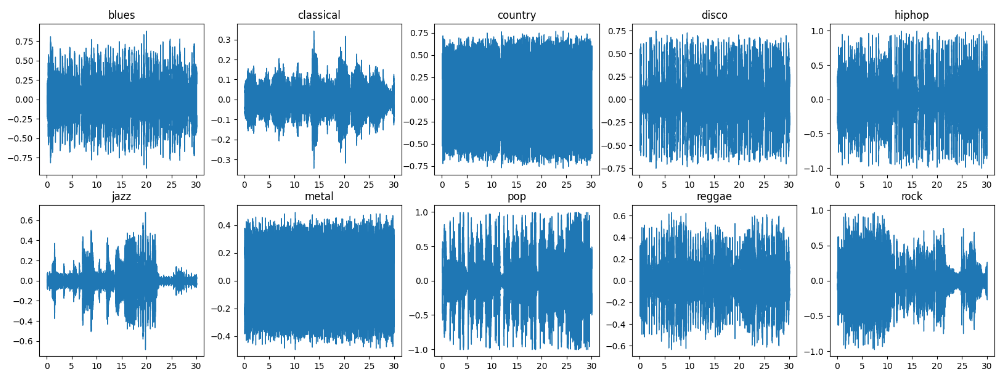 blues classical country disco hiphop
0.75 0.3 0.75 0.75 1.0
0.50 0.2 0.50 0.50 0.5
0.25 0.1 0.25 0.25 0.0
0.00 0.0 0.00 0.00 -0.5
-0.25 -0.1 -0.25 -0.25 -1.0
-0.50 -0.2 -0.50 -0.50
-0.75 -0.3 -0.75 -0.75
0 5 10 15 20 25 30 0 5 10 15 20 25 30 0 5 10 15 20 25 30 0 5 10 15 20 25 30 0 5 10 15 20 25 30
jazz metal pop reggae rock
0.6 0.4 1.0 0.6 1.0
0.4 0.2 0.5 0.4 0.5
0.2 0.0 0.0 0.2 0.0
0.0 -0.2 -0.5 0.0 -0.5
-0.2 -0.4 -1.0 -0.2 -1.0
-0.4 -0.4
-0.6 -0.6
0 5 10 15 20 25 30 0 5 10 15 20 25 30 0 5 10 15 20 25 30 0 5 10 15 20 25 30 0 5 10 15 20 25 30